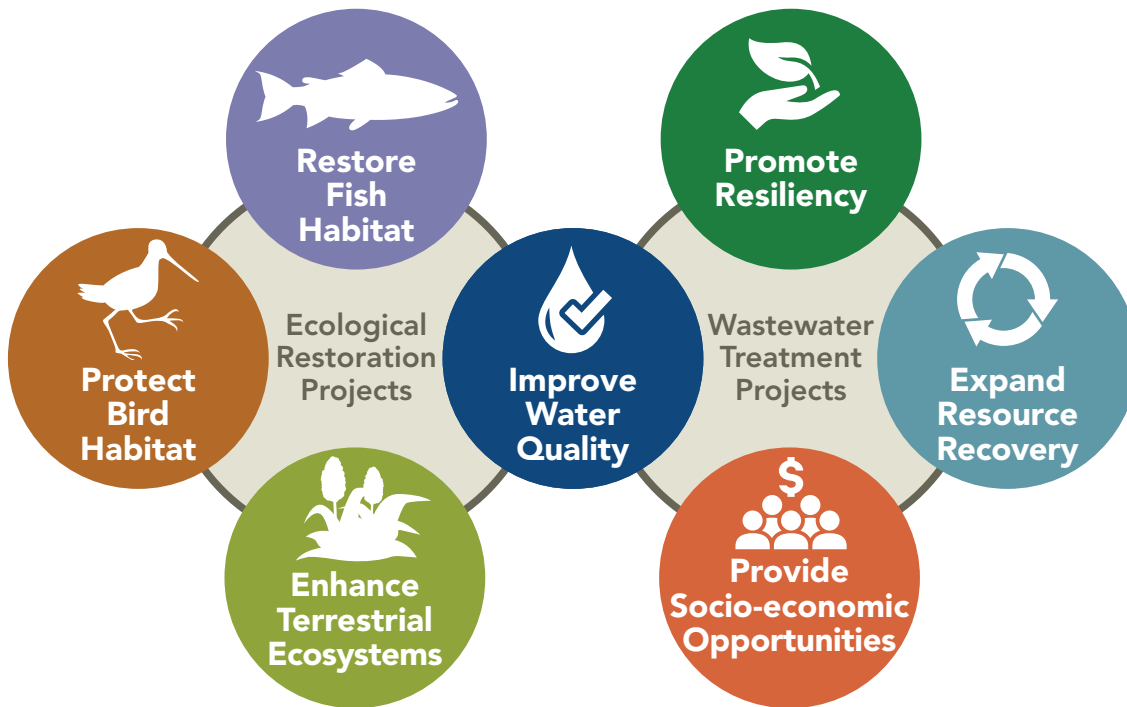 Restore
Fish
Habitat
Promote
Resiliency
Protect
Bird
Habitat
Ecological
Restoration
Projects
Improve
Water
Quality
Wastewater
Treatment
Projects
Expand
Resource
Recovery
Enhance
Terrestrial
Ecosystems
$
Provide
Socio-economic
Opportunities